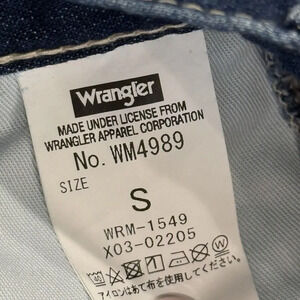 Wrangler
MADE UNDER LICENSE FROM
WRANGLER APPAREL CORPORATION
No. WM4989
SIZE
S
WRM-1549
X03-02205
アイロンはあて布を使用してください。